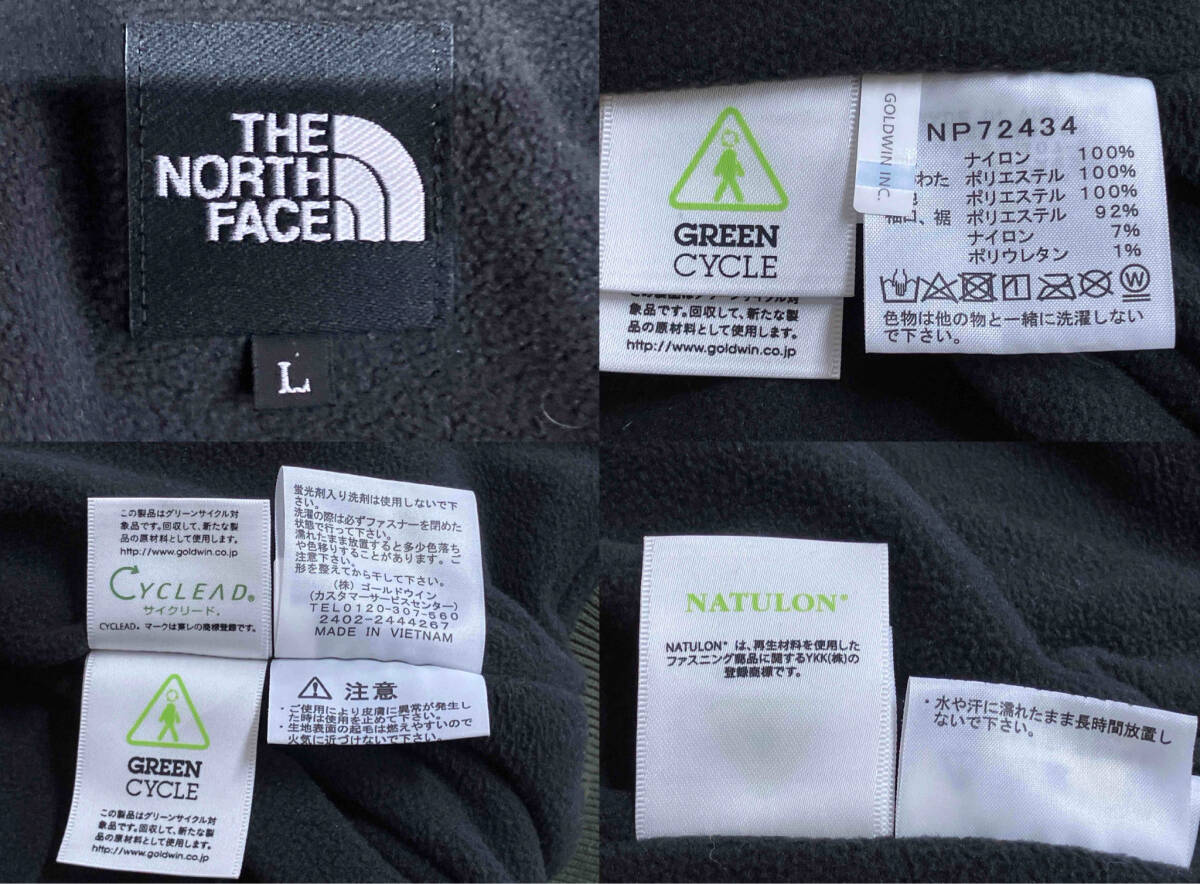 THE
NORTH
FACE
L
GREEN
CYCLE
品の原材料として使用します。
http://www.goldwin.co.jp
GOLDWIN INC.
NP72434
ナイロン 100%
わた ポリエステル 100%
ポリエステル 100%
袖口、裾 ポリエステル 92%
ナイロン 7%
ポリウレタン 1%
W
色物は他の物と一緒に洗濯しない
で下さい。
この製品はグリーンサイクル対
象品です。回収して、新たな製
品の原材料として使用します。
http://www.goldwin.co.jp
CYCLEAD®
サイクリード.
CYCLEAD® マークは東レの商標登録です。
GREEN
CYCLE
この製品はグリーンサイクル対
象品です。回収して、新たな製
品の原材料として使用します。
http://www.goldwin.co.jp
蛍光剤入り洗剤は使用しないで下
さい。
洗濯の際は必ずファスナーを閉めた
状態で行って下さい。
濡れたまま放置すると多少色落ち
や色移りすることがあります。ご
注意下さい。
形を整えてから干して下さい。
(株) ゴールドウイン
(カスタマーサービスセンター)
TEL0120-307-560
2402-2444267
MADE IN VIETNAM
注意
・ご使用により皮膚に異常が発生し
た時は使用を止めて下さい。
・生地表面の起毛は燃えやすいので
火気に近づけないで下さい。
NATULON®
NATULON® は、再生材料を使用した
ファスニング商品に関するYKK(株)の
登録商標です。
・水や汗に濡れたまま長時間放置し
ないで下さい。